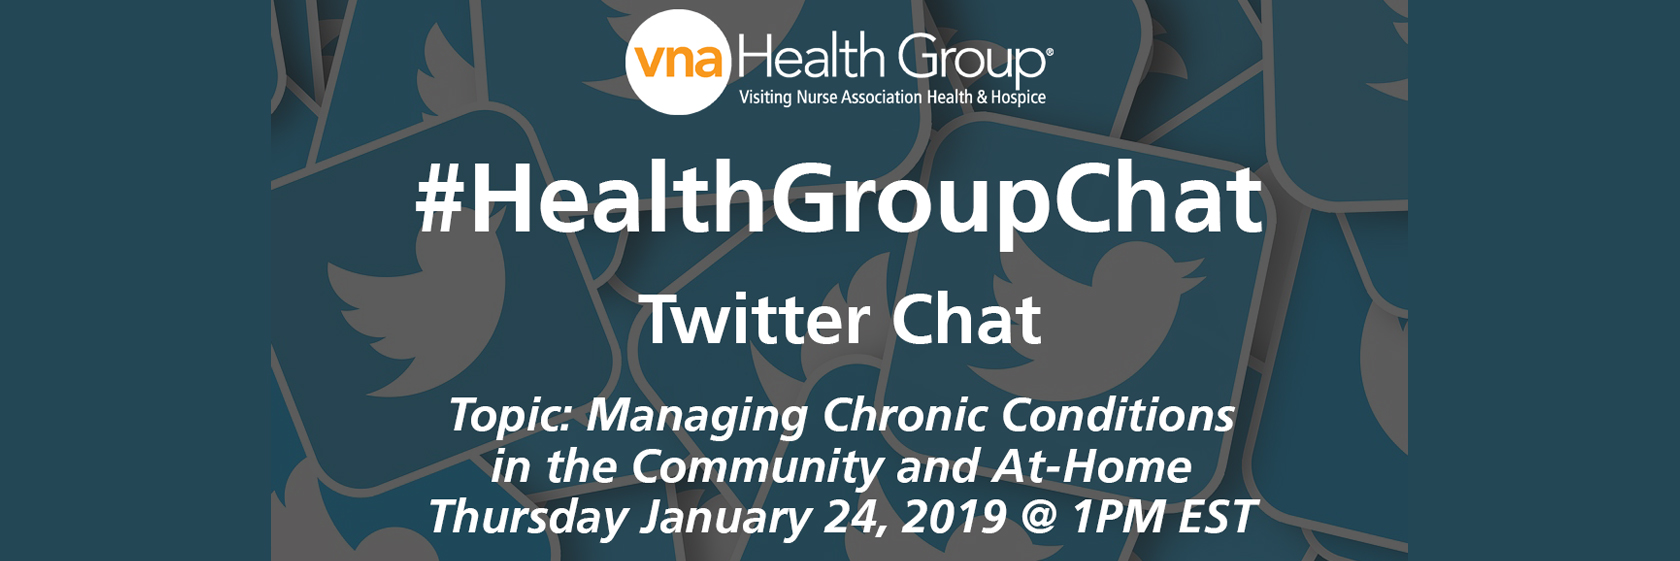 vna Health Group®
Visiting Nurse Association Health & Hospice
#HealthGroupChat
Twitter Chat
Topic: Managing Chronic Conditions
in the Community and At-Home
Thursday January 24, 2019 @ 1PM EST